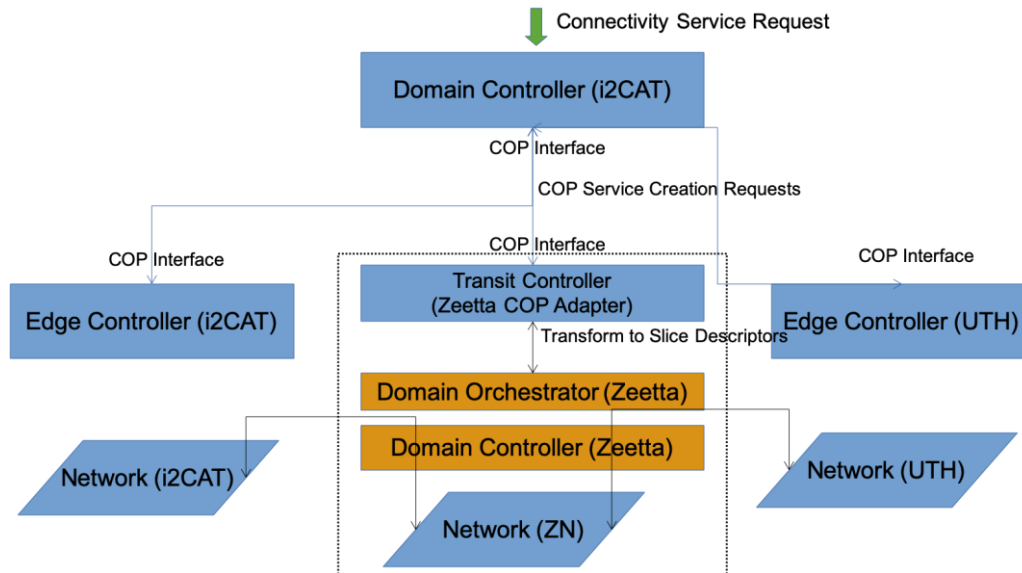 Connectivity Service Request
Domain Controller (i2CAT)
COP Interface
COP Service Creation Requests
COP Interface
COP Interface
COP Interface
Transit Controller
(Zeetta COP Adapter)
Edge Controller (i2CAT)
Edge Controller (UTH)
Transform to Slice Descriptors
Domain Orchestrator (Zeetta)
Domain Controller (Zeetta)
Network (i2CAT)
Network (UTH)
Network (ZN)